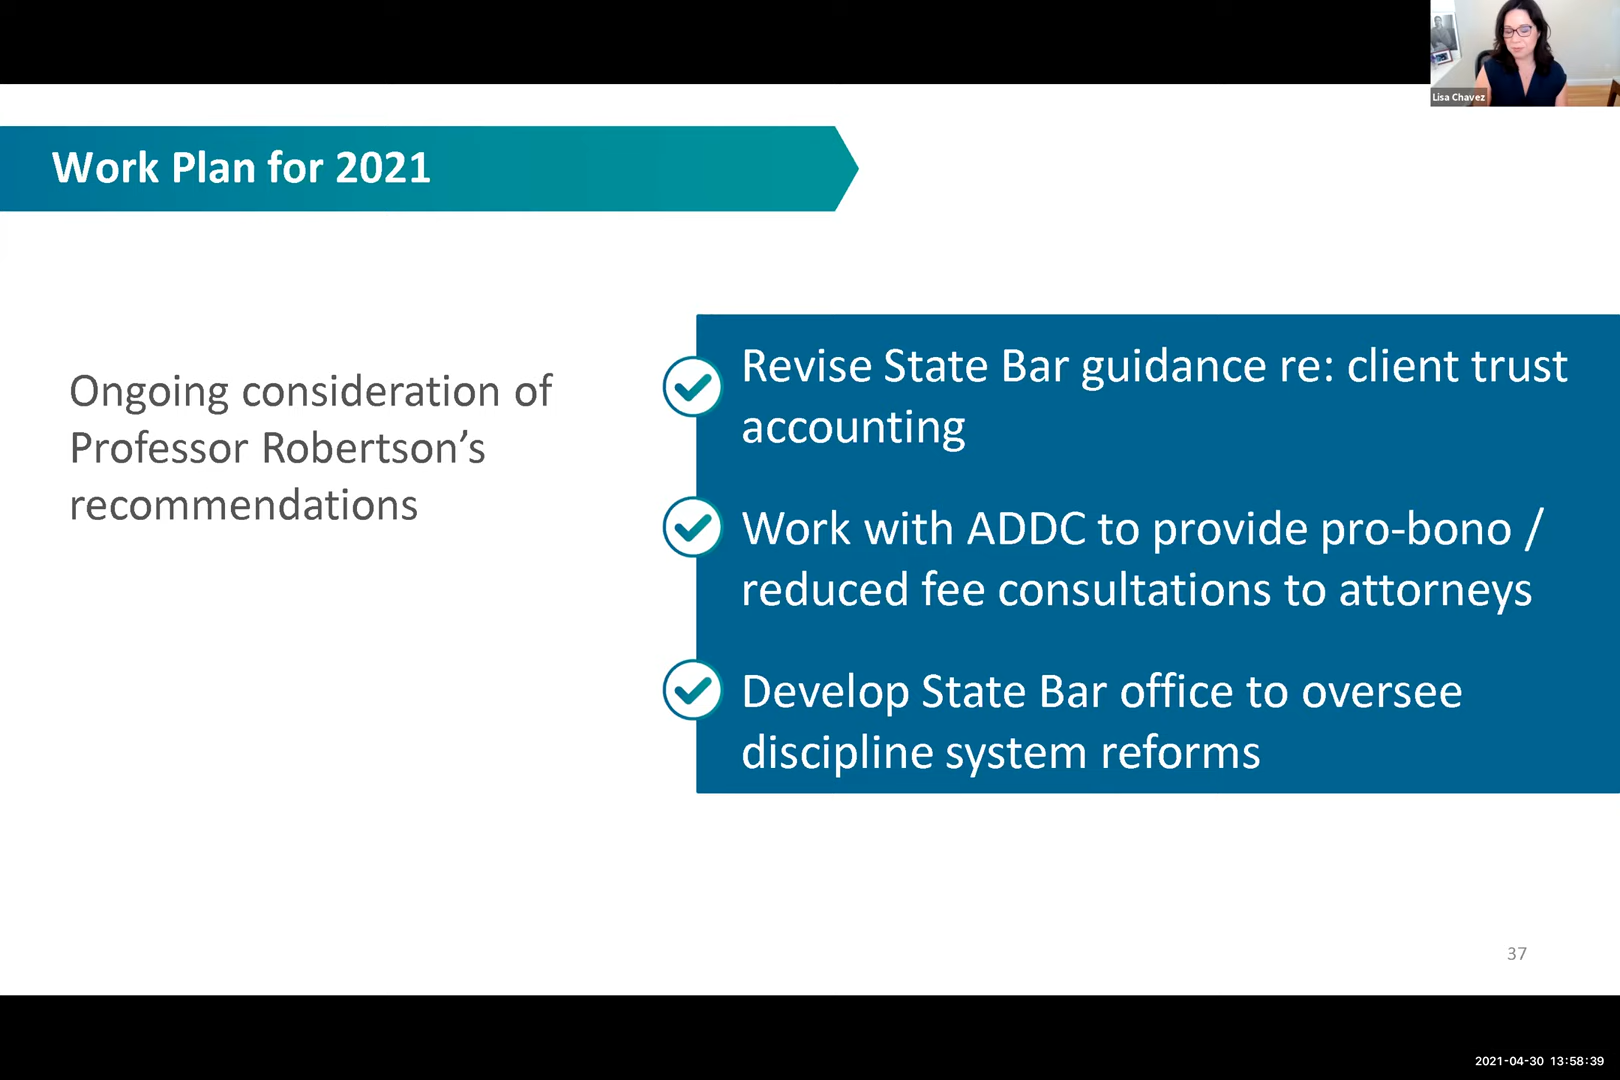 Lisa Chavez
Work Plan for 2021
Ongoing consideration of
Professor Robertson’s
recommendations
Revise State Bar guidance re: client trust
accounting
Work with ADDC to provide pro-bono /
reduced fee consultations to attorneys
Develop State Bar office to oversee
discipline system reforms
37
2021-04-30 13:58:39